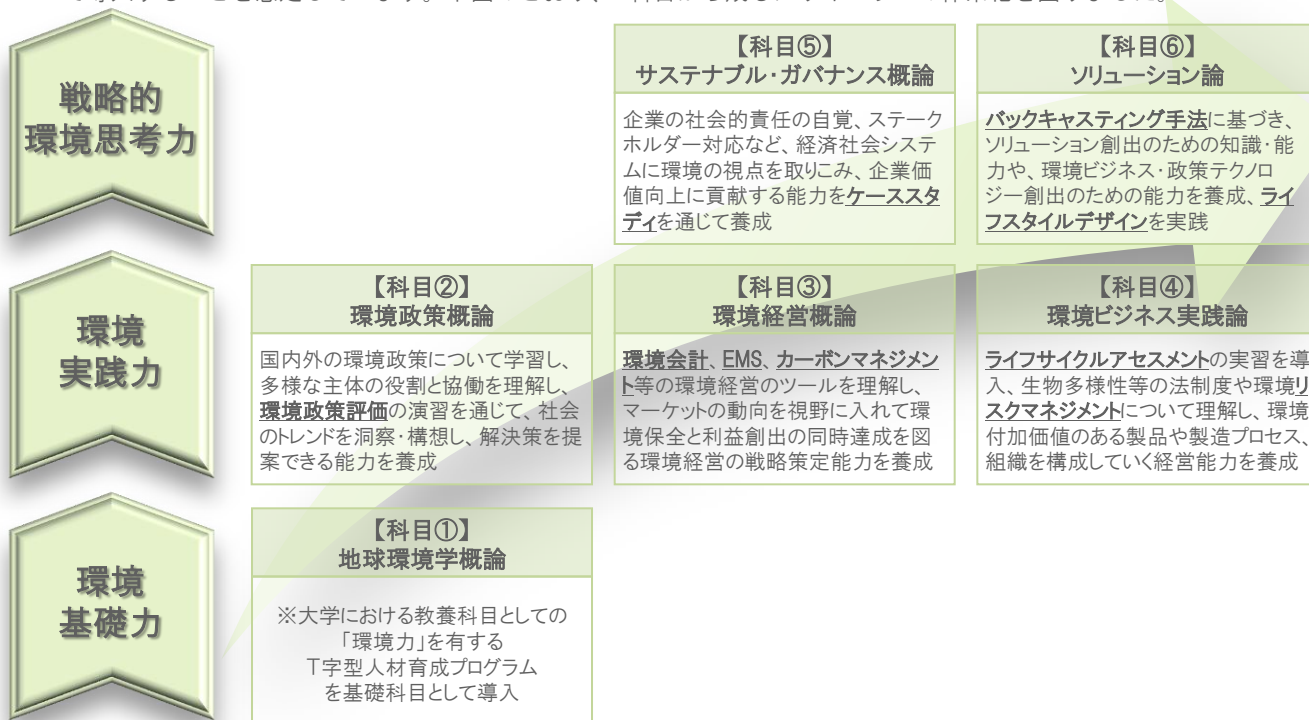 戦略的
環境思考力
【科目⑤】
サステナブル・ガバナンス概論
企業の社会的責任の自覚、ステーク
ホルダー対応など、経済社会システ
ムに環境の視点を取りこみ、企業価
値向上に貢献する能力をケーススタ
ディを通じて養成
【科目⑥】
ソリューション論
バックキャスティング手法に基づき、
ソリューション創出のための知識・能
力や、環境ビジネス・政策テクノロ
ジー創出のための能力を養成、ライ
フスタイルデザインを実践
環境
実践力
【科目②】
環境政策概論
国内外の環境政策について学習し、
多様な主体の役割と協働を理解し、
環境政策評価の演習を通じて、社会
のトレンドを洞察・構想し、解決策を提
案できる能力を養成
【科目③】
環境経営概論
環境会計、EMS、カーボンマネジメン
ト等の環境経営のツールを理解し、
マーケットの動向を視野に入れて環
境保全と利益創出の同時達成を図
る環境経営の戦略策定能力を養成
【科目④】
環境ビジネス実践論
ライフサイクルアセスメントの実習を導
入、生物多様性等の法制度や環境リ
スクマネジメントについて理解し、環境
付加価値のある製品や製造プロセス、
組織を構成していく経営能力を養成
環境
基礎力
【科目①】
地球環境学概論
※大学における教養科目としての
「環境力」を有する
T字型人材育成プログラム
を基礎科目として導入